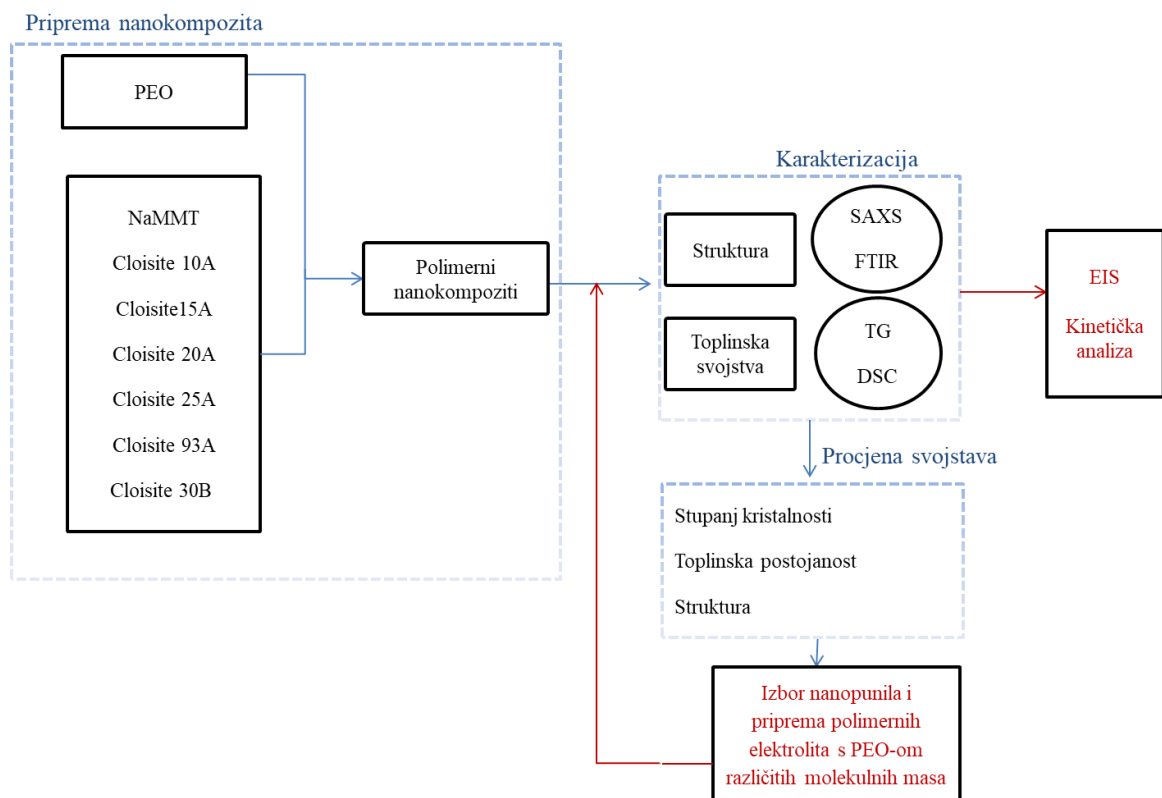 Priprema nanokompozita
PEO
NaMMT
Cloisite 10A
Cloisite15A
Cloisite 20A
Cloisite 25A
Cloisite 93A
Cloisite 30B
Polimerni
nanokompoziti
Karakterizacija
Struktura
SAXS
FTIR
Toplinska
svojstva
TG
DSC
EIS
Kinetička
analiza
Procjena svojstava
Stupanj kristalnosti
Toplinska postojanost
Struktura
Izbor nanopunila i
priprema polimernih
elektrolita s PEO-om
različitih molekulnih masa